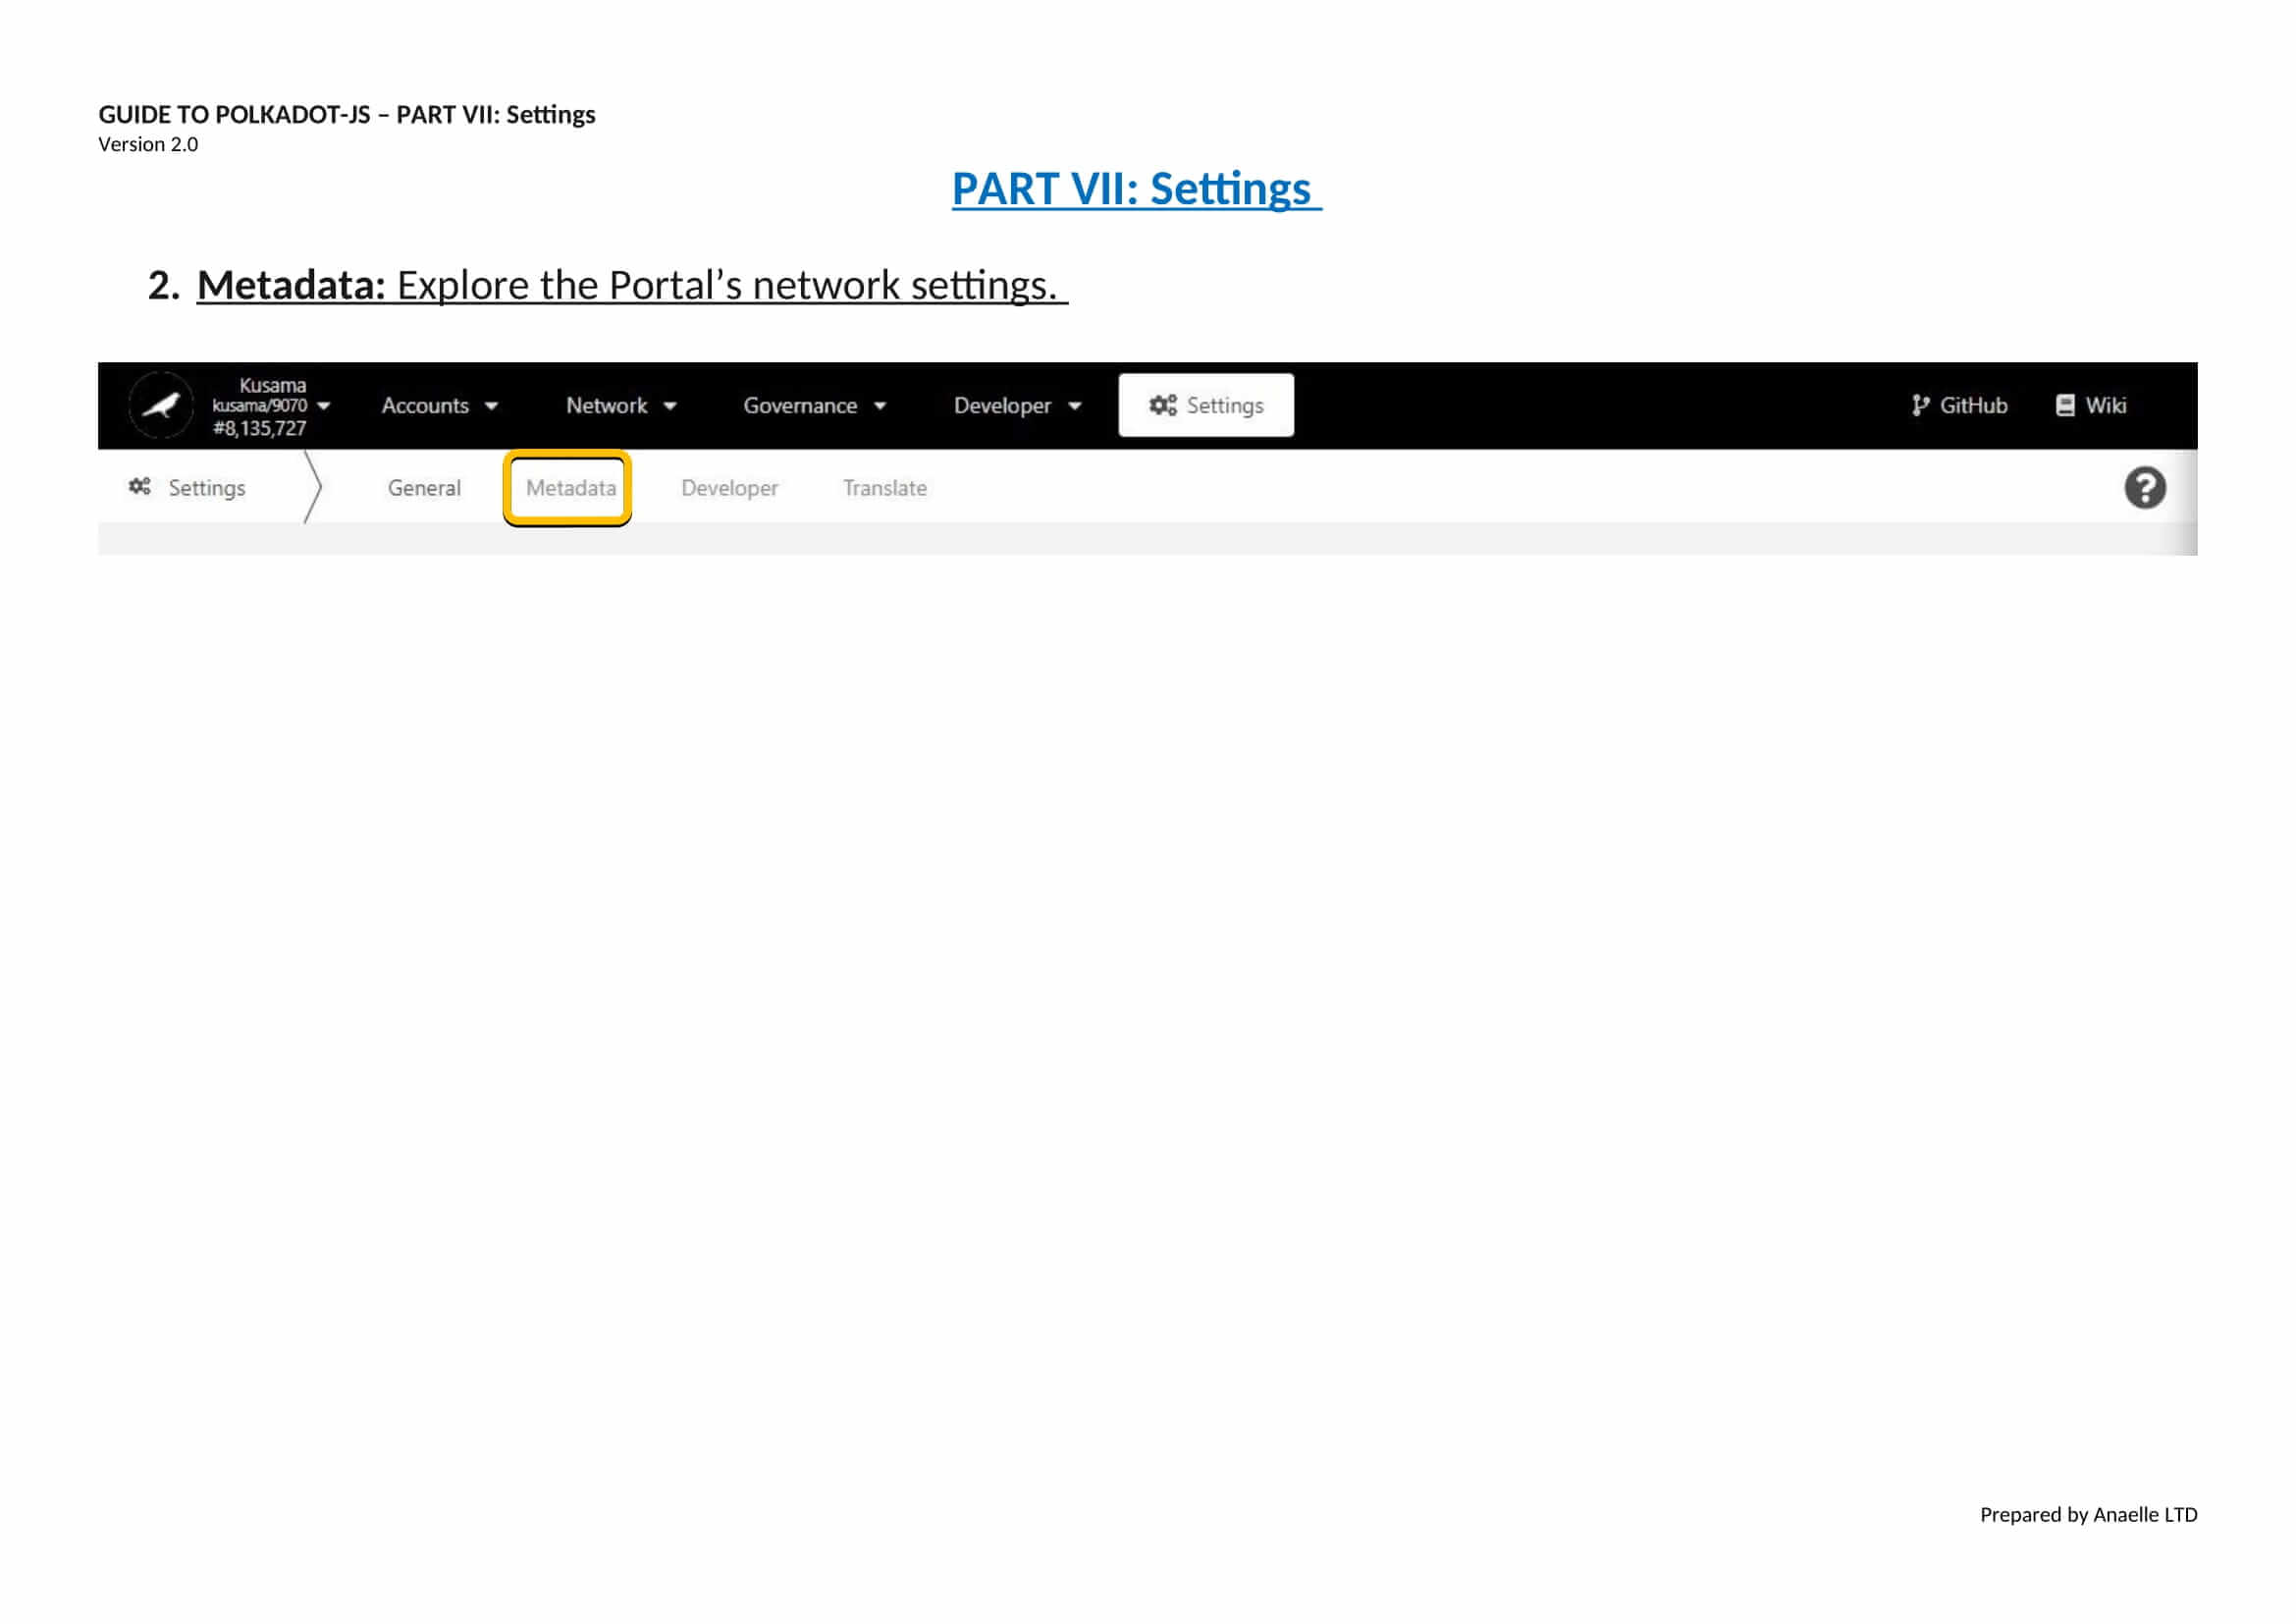 GUIDE TO POLKADOT-JS – PART VII: Settings
Version 2.0
PART VII: Settings
2. Metadata: Explore the Portal’s network settings.
Kusama
kusama/9070
#8,135,727
Accounts Network Governance Developer Settings GitHub Wiki
Settings General Metadata Developer Translate ?
Prepared by Anaelle LTD